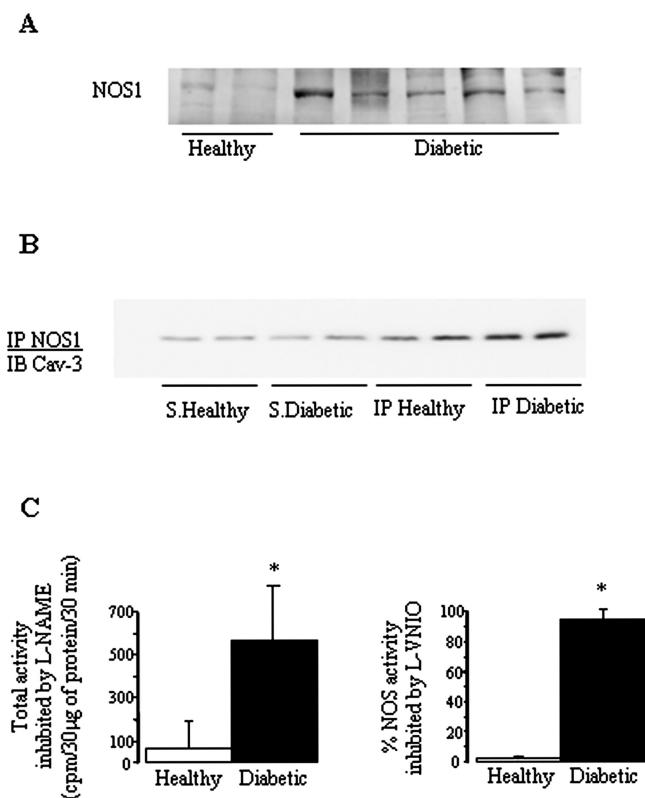 A
NOS1
Healthy Diabetic
B
IP NOS1
IB Cav-3
S.Healthy S.Diabetic IP Healthy IP Diabetic
C
Total activity
inhibited by L-NAME
(cpm/30µg of protein/30 min)
700
500
300
100
0
*
Healthy Diabetic
% NOS activity
inhibited by L-VNIO
100
80
60
40
20
0
*
Healthy Diabetic